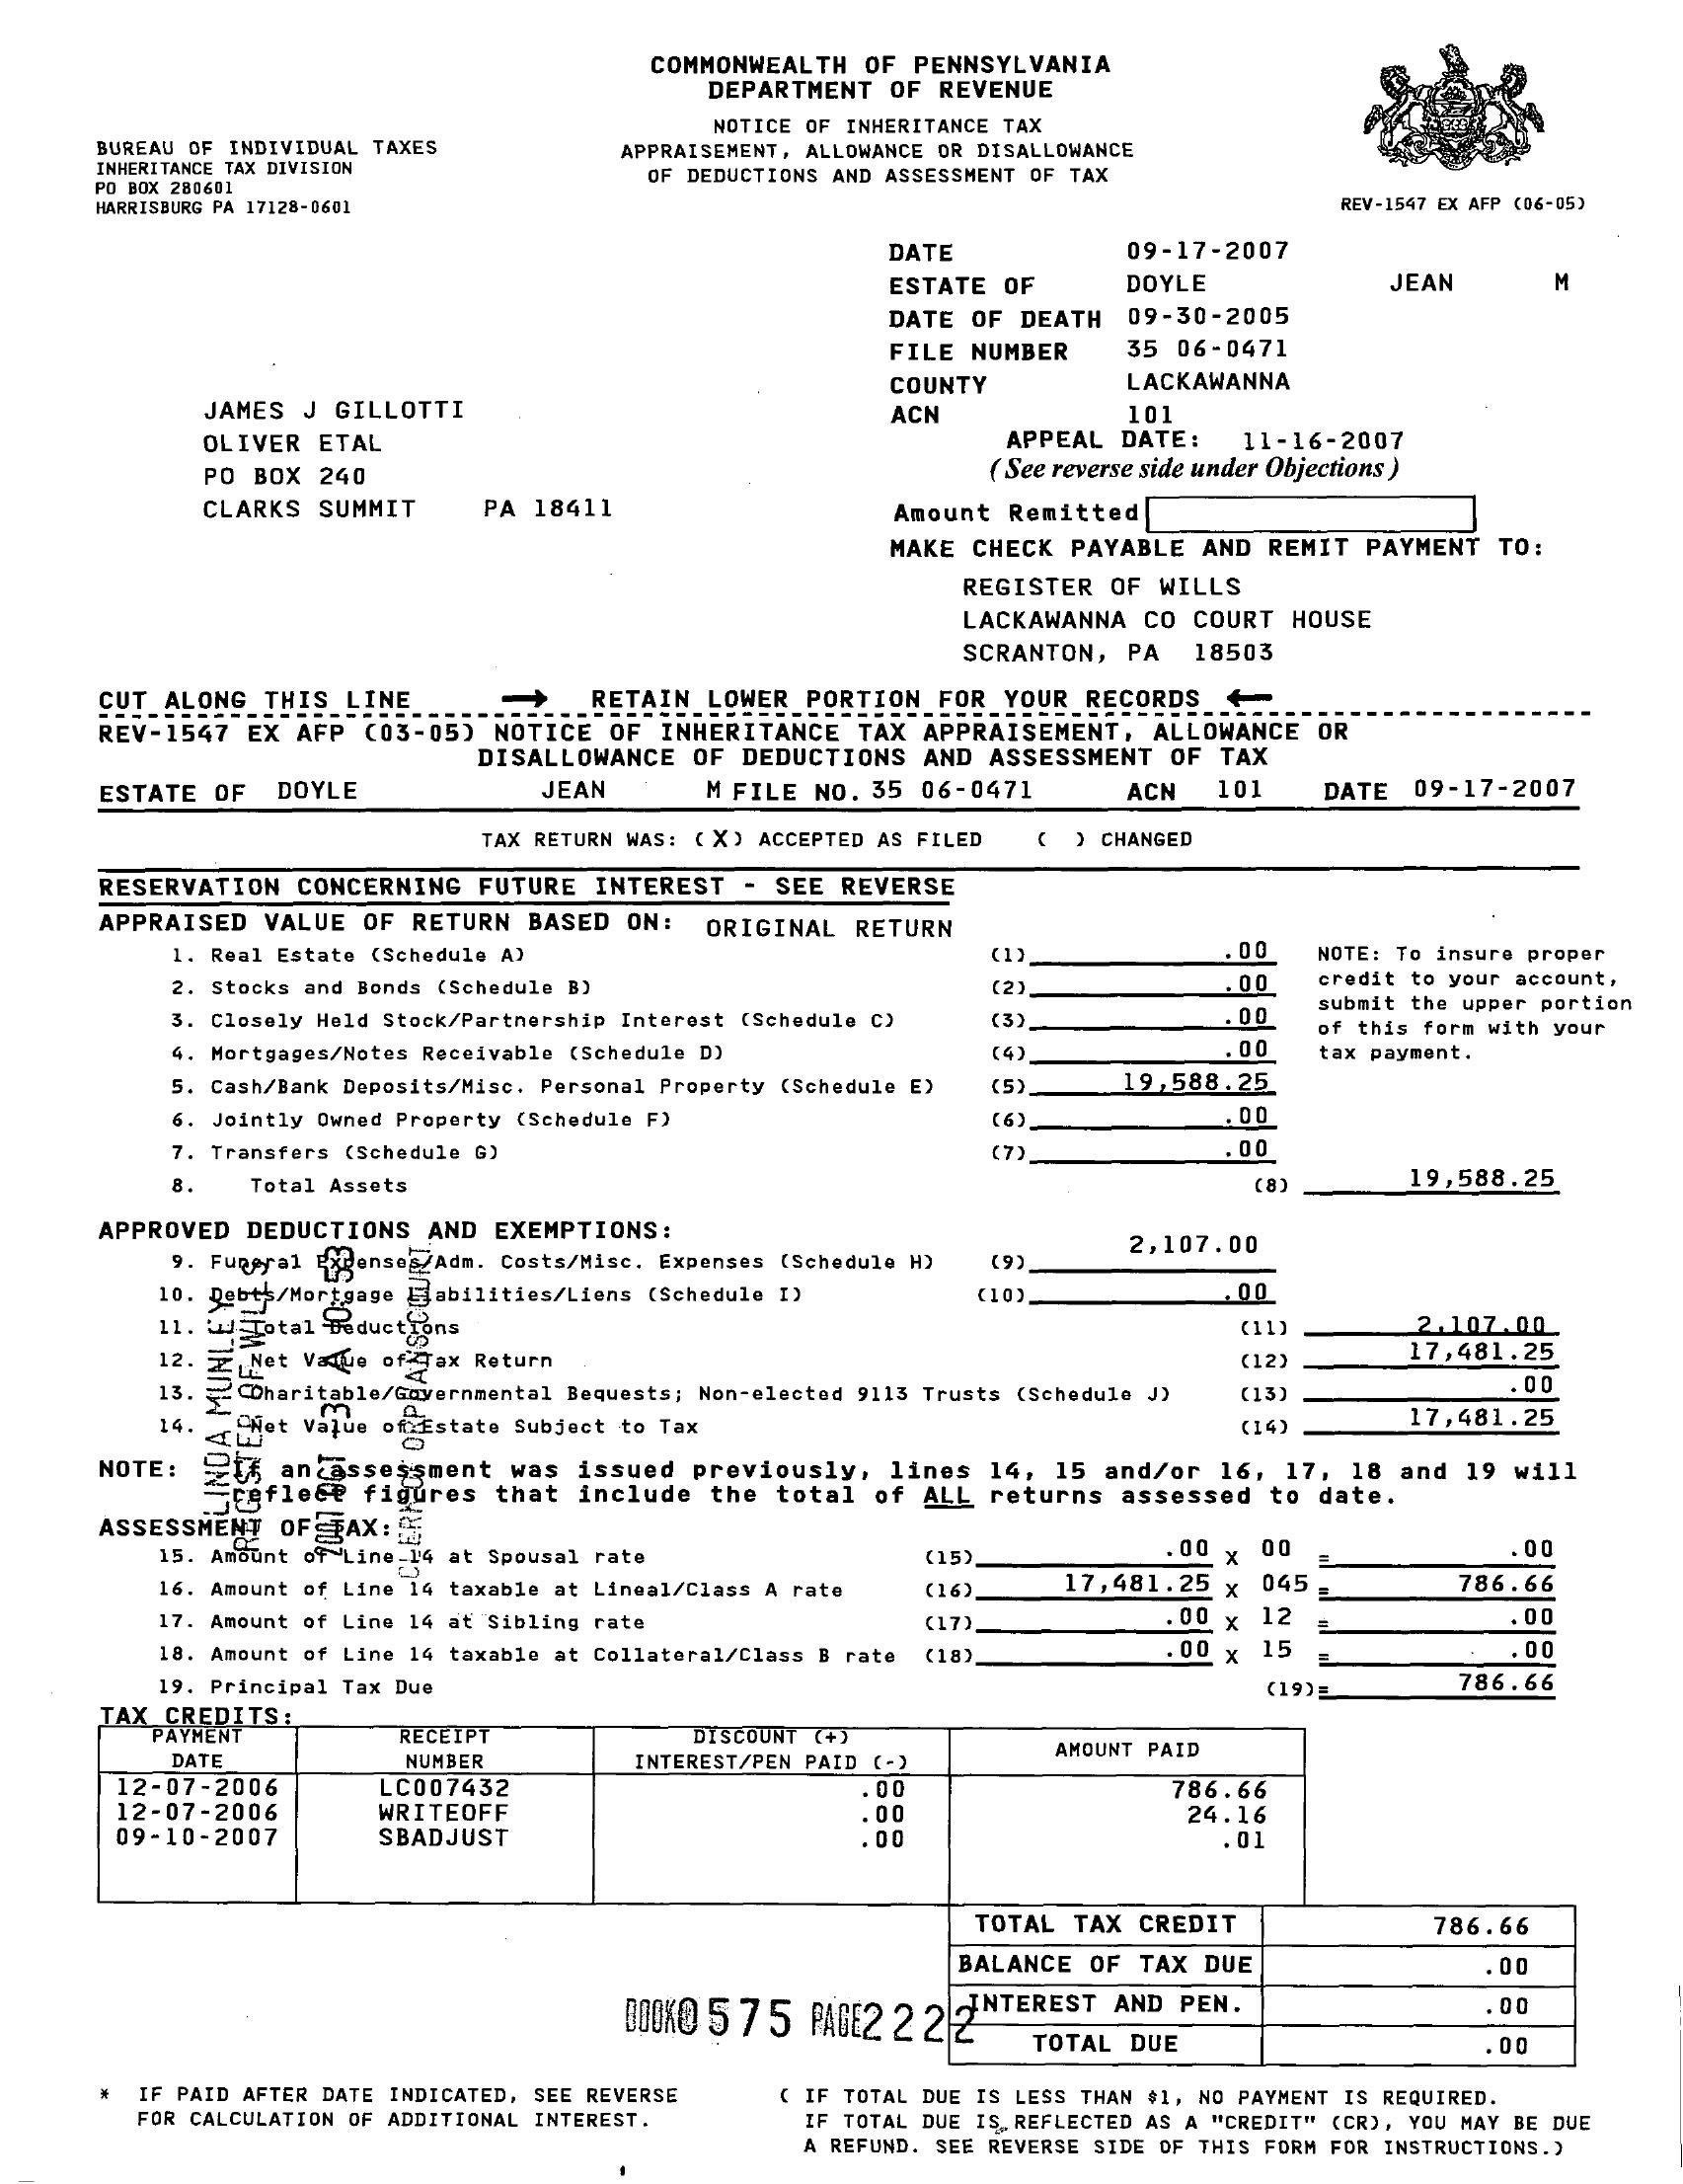 COMMONWEALTH OF PENNSYLVANIA
DEPARTMENT OF REVENUE
NOTICE OF INHERITANCE TAX
APPRAISEMENT, ALLOWANCE OR DISALLOWANCE
OF DEDUCTIONS AND ASSESSMENT OF TAX
BUREAU OF INDIVIDUAL TAXES
INHERITANCE TAX DIVISION
PO BOX 280601
HARRISBURG PA 17128-0601
REV-1547 EX AFP (06-05)
DATE 09-17-2007
ESTATE OF DOYLE JEAN M
DATE OF DEATH 09-30-2005
FILE NUMBER 35 06-0471
COUNTY LACKAWANNA
ACN 101
APPEAL DATE: 11-16-2007
(See reverse side under Objections)
JAMES J GILLOTTI
OLIVER ETAL
PO BOX 240
CLARKS SUMMIT PA 18411
Amount Remitted
MAKE CHECK PAYABLE AND REMIT PAYMENT TO:
REGISTER OF WILLS
LACKAWANNA CO COURT HOUSE
SCRANTON, PA 18503
CUT ALONG THIS LINE → RETAIN LOWER PORTION FOR YOUR RECORDS ←
REV-1547 EX AFP (03-05) NOTICE OF INHERITANCE TAX APPRAISEMENT, ALLOWANCE OR
DISALLOWANCE OF DEDUCTIONS AND ASSESSMENT OF TAX
ESTATE OF DOYLE JEAN M FILE NO. 35 06-0471 ACN 101 DATE 09-17-2007
TAX RETURN WAS: (X) ACCEPTED AS FILED ( ) CHANGED
RESERVATION CONCERNING FUTURE INTEREST - SEE REVERSE
APPRAISED VALUE OF RETURN BASED ON: ORIGINAL RETURN
1. Real Estate (Schedule A) (1) .00
2. Stocks and Bonds (Schedule B) (2) .00
3. Closely Held Stock/Partnership Interest (Schedule C) (3) .00
4. Mortgages/Notes Receivable (Schedule D) (4) .00
5. Cash/Bank Deposits/Misc. Personal Property (Schedule E) (5) 19,588.25
6. Jointly Owned Property (Schedule F) (6) .00
7. Transfers (Schedule G) (7) .00
8. Total Assets (8) 19,588.25
NOTE: To insure proper
credit to your account,
submit the upper portion
of this form with your
tax payment.
APPROVED DEDUCTIONS AND EXEMPTIONS:
9. Funeral Expenses/Adm. Costs/Misc. Expenses (Schedule H) (9) 2,107.00
10. Debts/Mortgage Liabilities/Liens (Schedule I) (10) .00
11. Total Deductions (11) 2,107.00
12. Net Value of Tax Return (12) 17,481.25
13. Charitable/Governmental Bequests; Non-elected 9113 Trusts (Schedule J) (13) .00
14. Net Value of Estate Subject to Tax (14) 17,481.25
LINDA MUNLEY
REGISTER OF WILLS
2007 OCT 3 A 10:53
CLERK OF ORPHANS COURT
NOTE: If an assessment was issued previously, lines 14, 15 and/or 16, 17, 18 and 19 will
reflect figures that include the total of ALL returns assessed to date.
ASSESSMENT OF TAX:
15. Amount of Line 14 at Spousal rate (15) .00 X 00 = .00
16. Amount of Line 14 taxable at Lineal/Class A rate (16) 17,481.25 X 045 = 786.66
17. Amount of Line 14 at Sibling rate (17) .00 X 12 = .00
18. Amount of Line 14 taxable at Collateral/Class B rate (18) .00 X 15 = .00
19. Principal Tax Due (19)= 786.66
TAX CREDITS:
PAYMENT DATE RECEIPT NUMBER DISCOUNT (+) INTEREST/PEN PAID (-) AMOUNT PAID
12-07-2006 LC007432 .00 786.66
12-07-2006 WRITEOFF .00 24.16
09-10-2007 SBADJUST .00 .01
TOTAL TAX CREDIT 786.66
BALANCE OF TAX DUE .00
INTEREST AND PEN. .00
TOTAL DUE .00
BOOK0575 PAGE2222
* IF PAID AFTER DATE INDICATED, SEE REVERSE
FOR CALCULATION OF ADDITIONAL INTEREST.
( IF TOTAL DUE IS LESS THAN $1, NO PAYMENT IS REQUIRED.
IF TOTAL DUE IS REFLECTED AS A "CREDIT" (CR), YOU MAY BE DUE
A REFUND. SEE REVERSE SIDE OF THIS FORM FOR INSTRUCTIONS.)